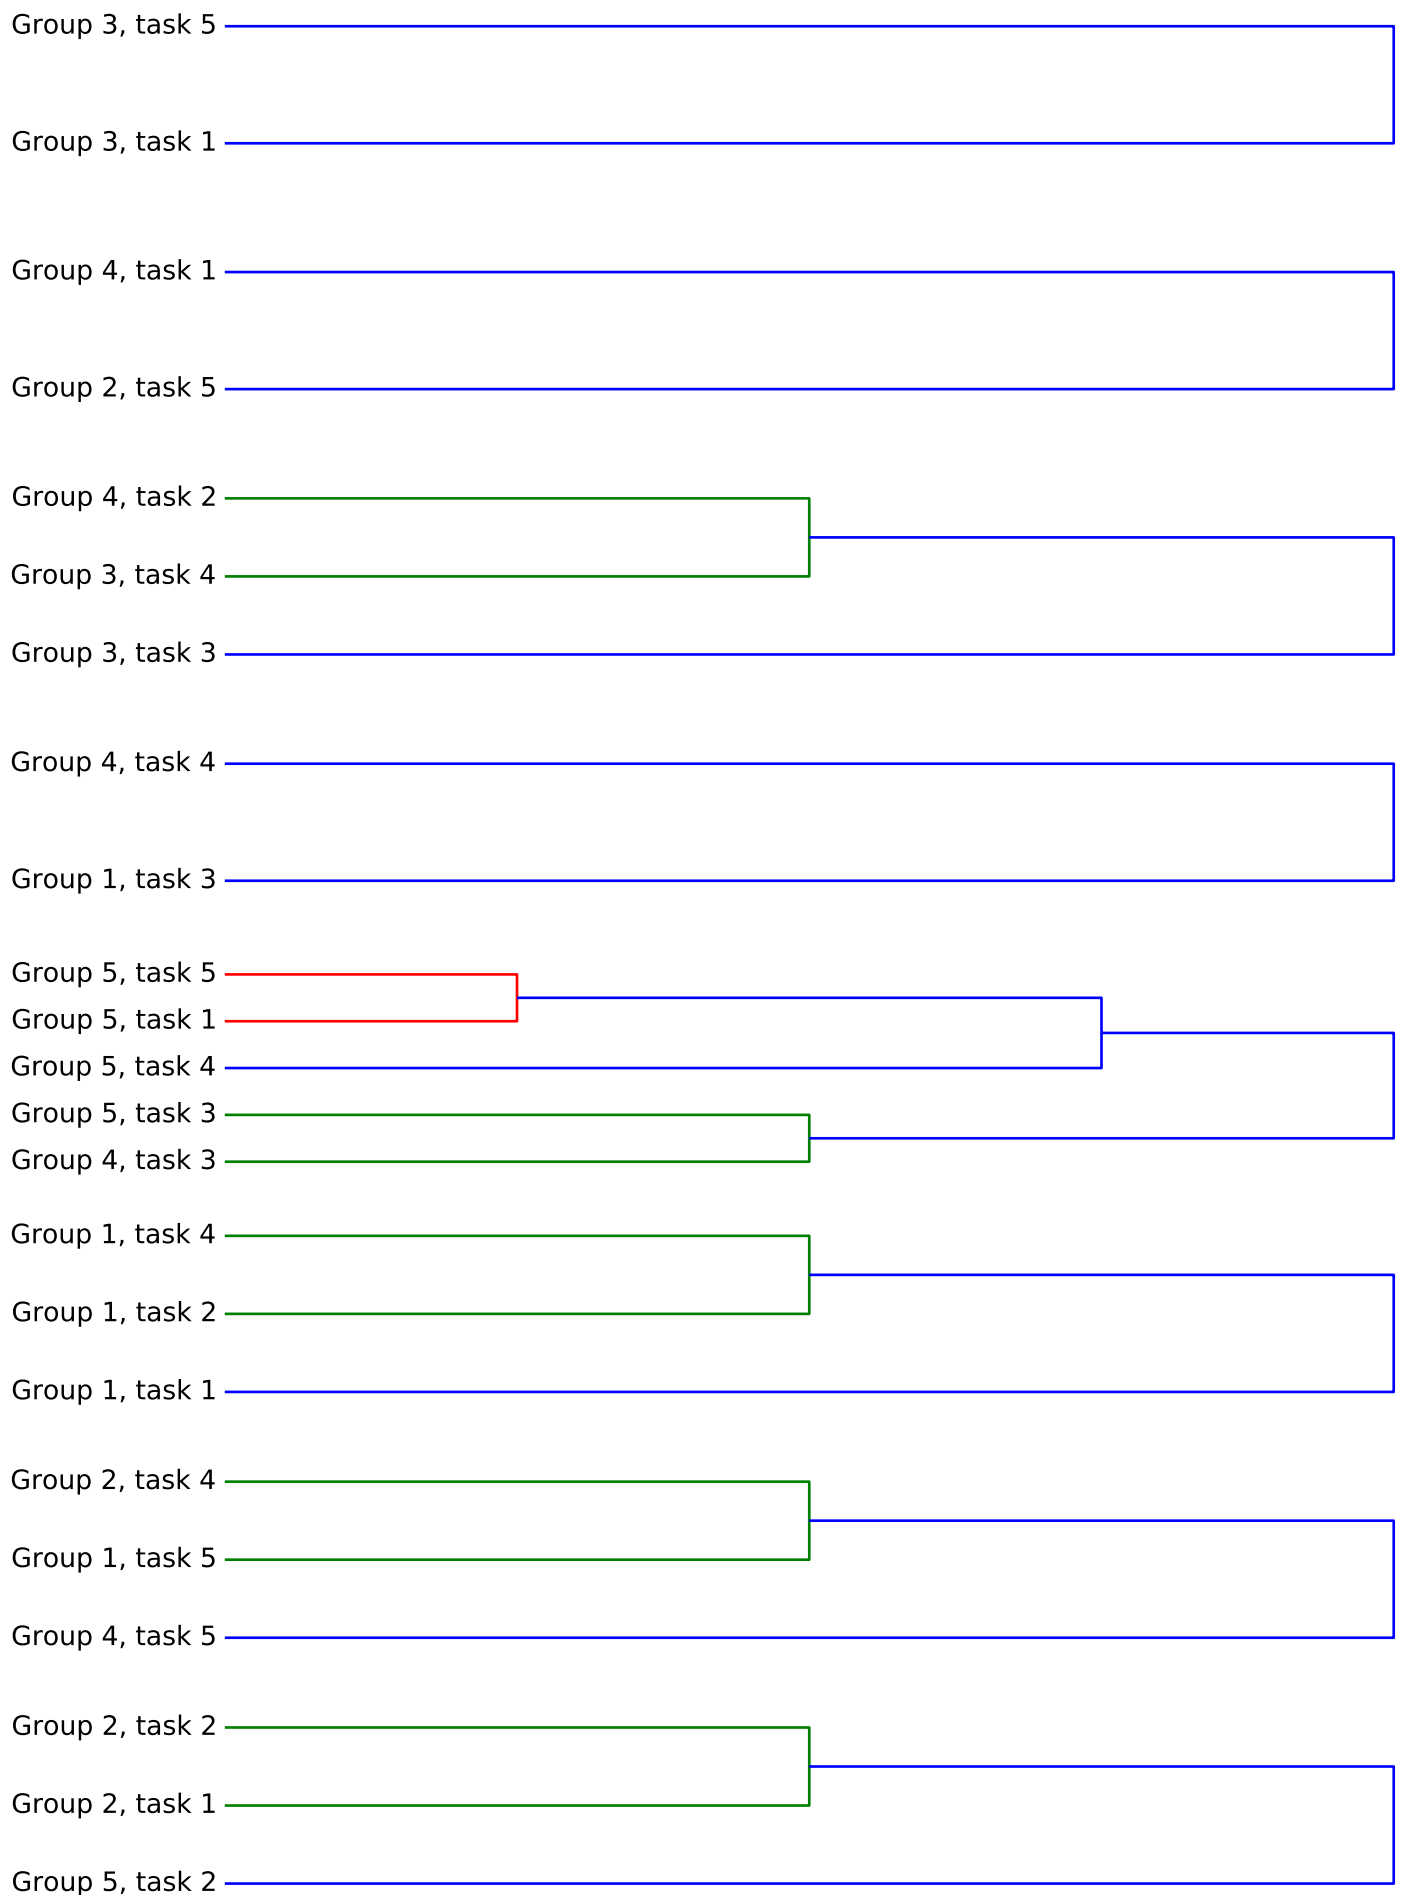 Group 3, task 5
Group 3, task 1
Group 4, task 1
Group 2, task 5
Group 4, task 2
Group 3, task 4
Group 3, task 3
Group 4, task 4
Group 1, task 3
Group 5, task 5
Group 5, task 1
Group 5, task 4
Group 5, task 3
Group 4, task 3
Group 1, task 4
Group 1, task 2
Group 1, task 1
Group 2, task 4
Group 1, task 5
Group 4, task 5
Group 2, task 2
Group 2, task 1
Group 5, task 2